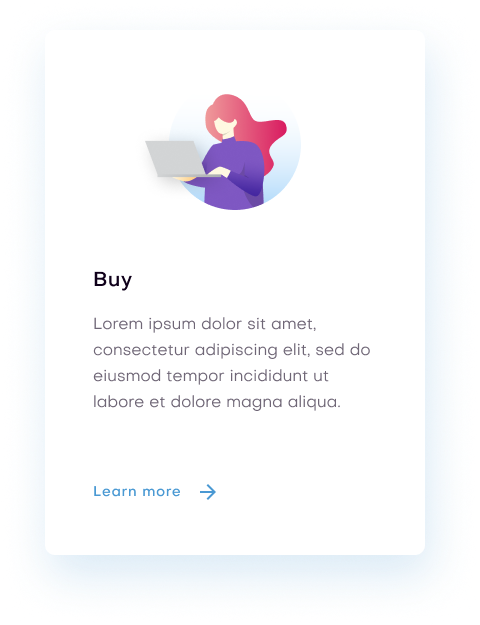 Buy
Lorem ipsum dolor sit amet,
consectetur adipiscing elit, sed do
eiusmod tempor incididunt ut
labore et dolore magna aliqua.
Learn more